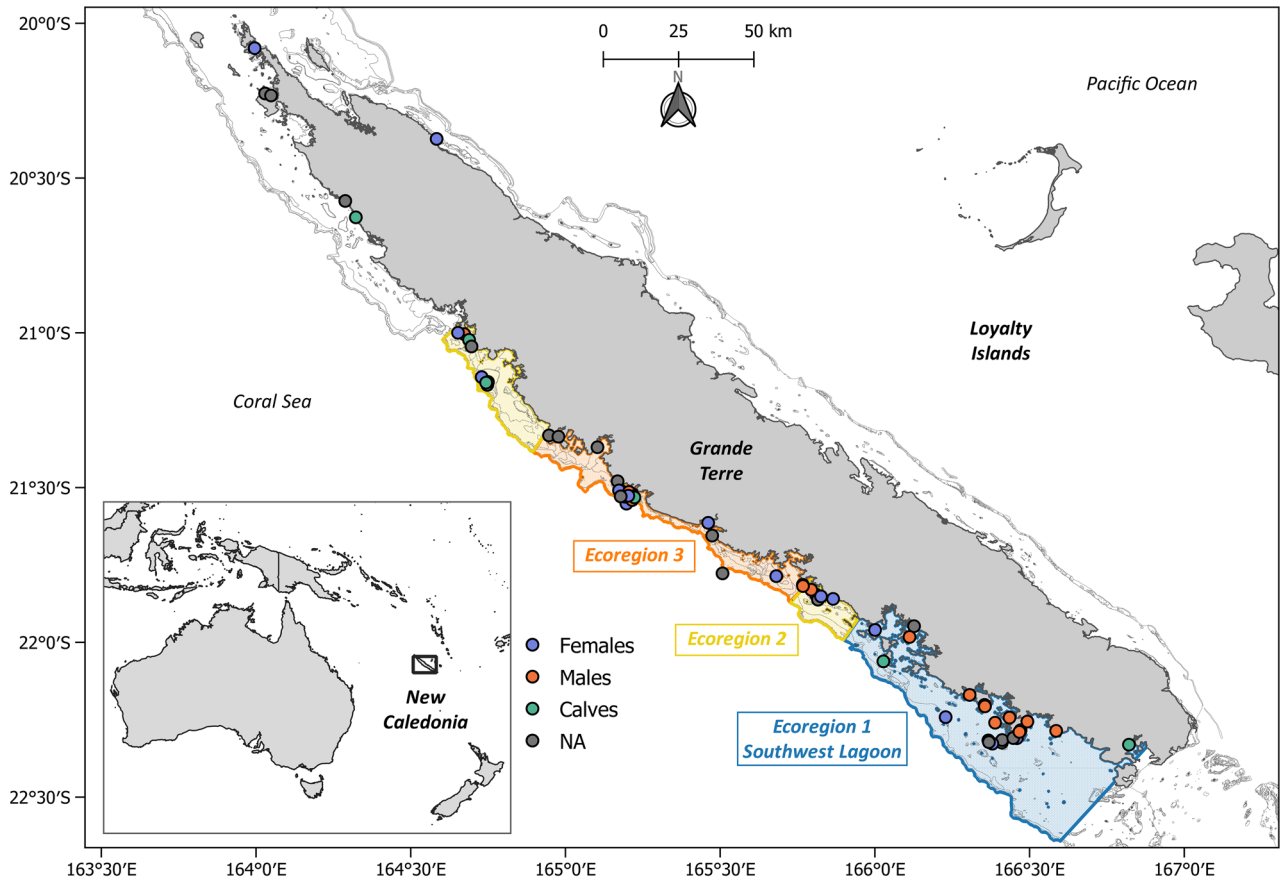 20°0'S
20°30'S
21°0'S
21°30'S
22°0'S
22°30'S
0 25 50 km
N
Pacific Ocean
Loyalty
Islands
Coral Sea
Grande
Terre
Ecoregion 3
Ecoregion 2
Ecoregion 1
Southwest Lagoon
New
Caledonia
Females
Males
Calves
NA
163°30'E 164°0'E 164°30'E 165°0'E 165°30'E 166°0'E 166°30'E 167°0'E